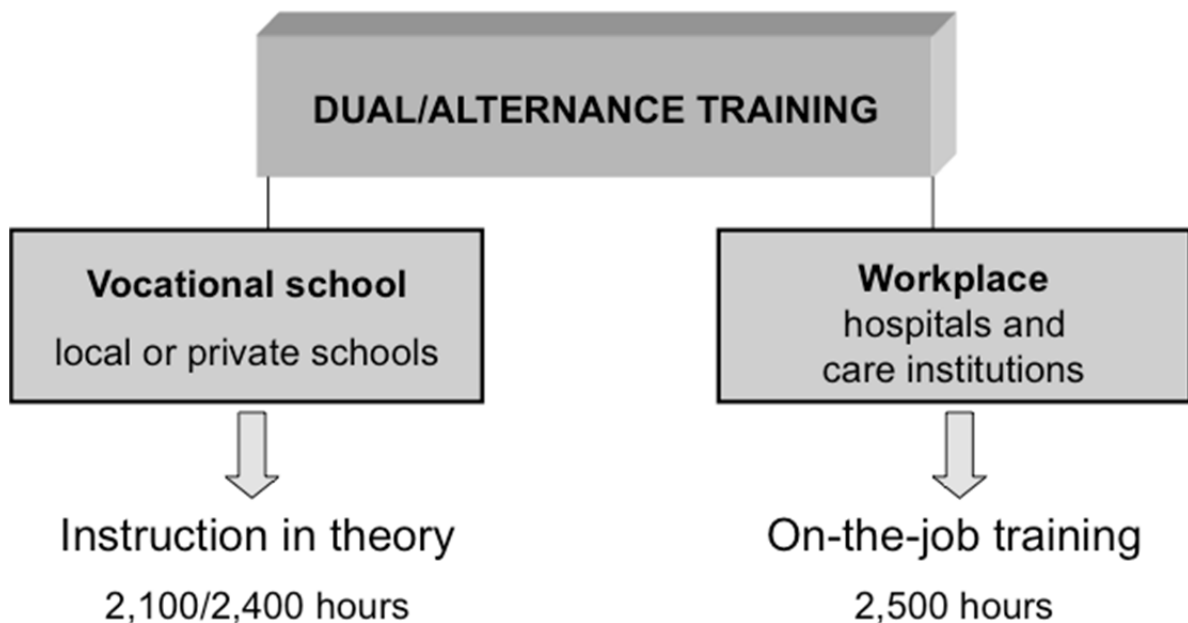 DUAL/ALTERNANCE TRAINING
Vocational school
local or private schools
Workplace
hospitals and
care institutions
Instruction in theory
2,100/2,400 hours
On-the-job training
2,500 hours